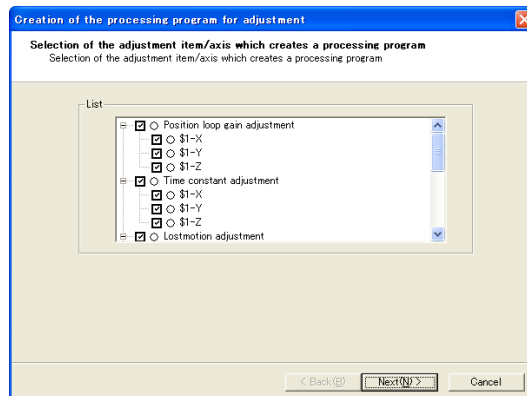 Creation of the processing program for adjustment
Selection of the adjustment item/axis which creates a processing program
Selection of the adjustment item/axis which creates a processing program
List
Position loop gain adjustment
$1-X
$1-Y
$1-Z
Time constant adjustment
$1-X
$1-Y
$1-Z
Lostmotion adjustment
< Back(B) Next(N) > Cancel